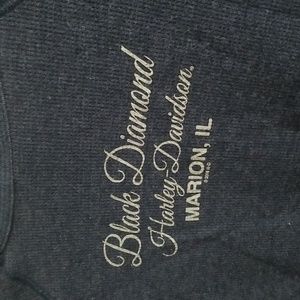 Black Diamond
Harley-Davidson®
MARION, IL